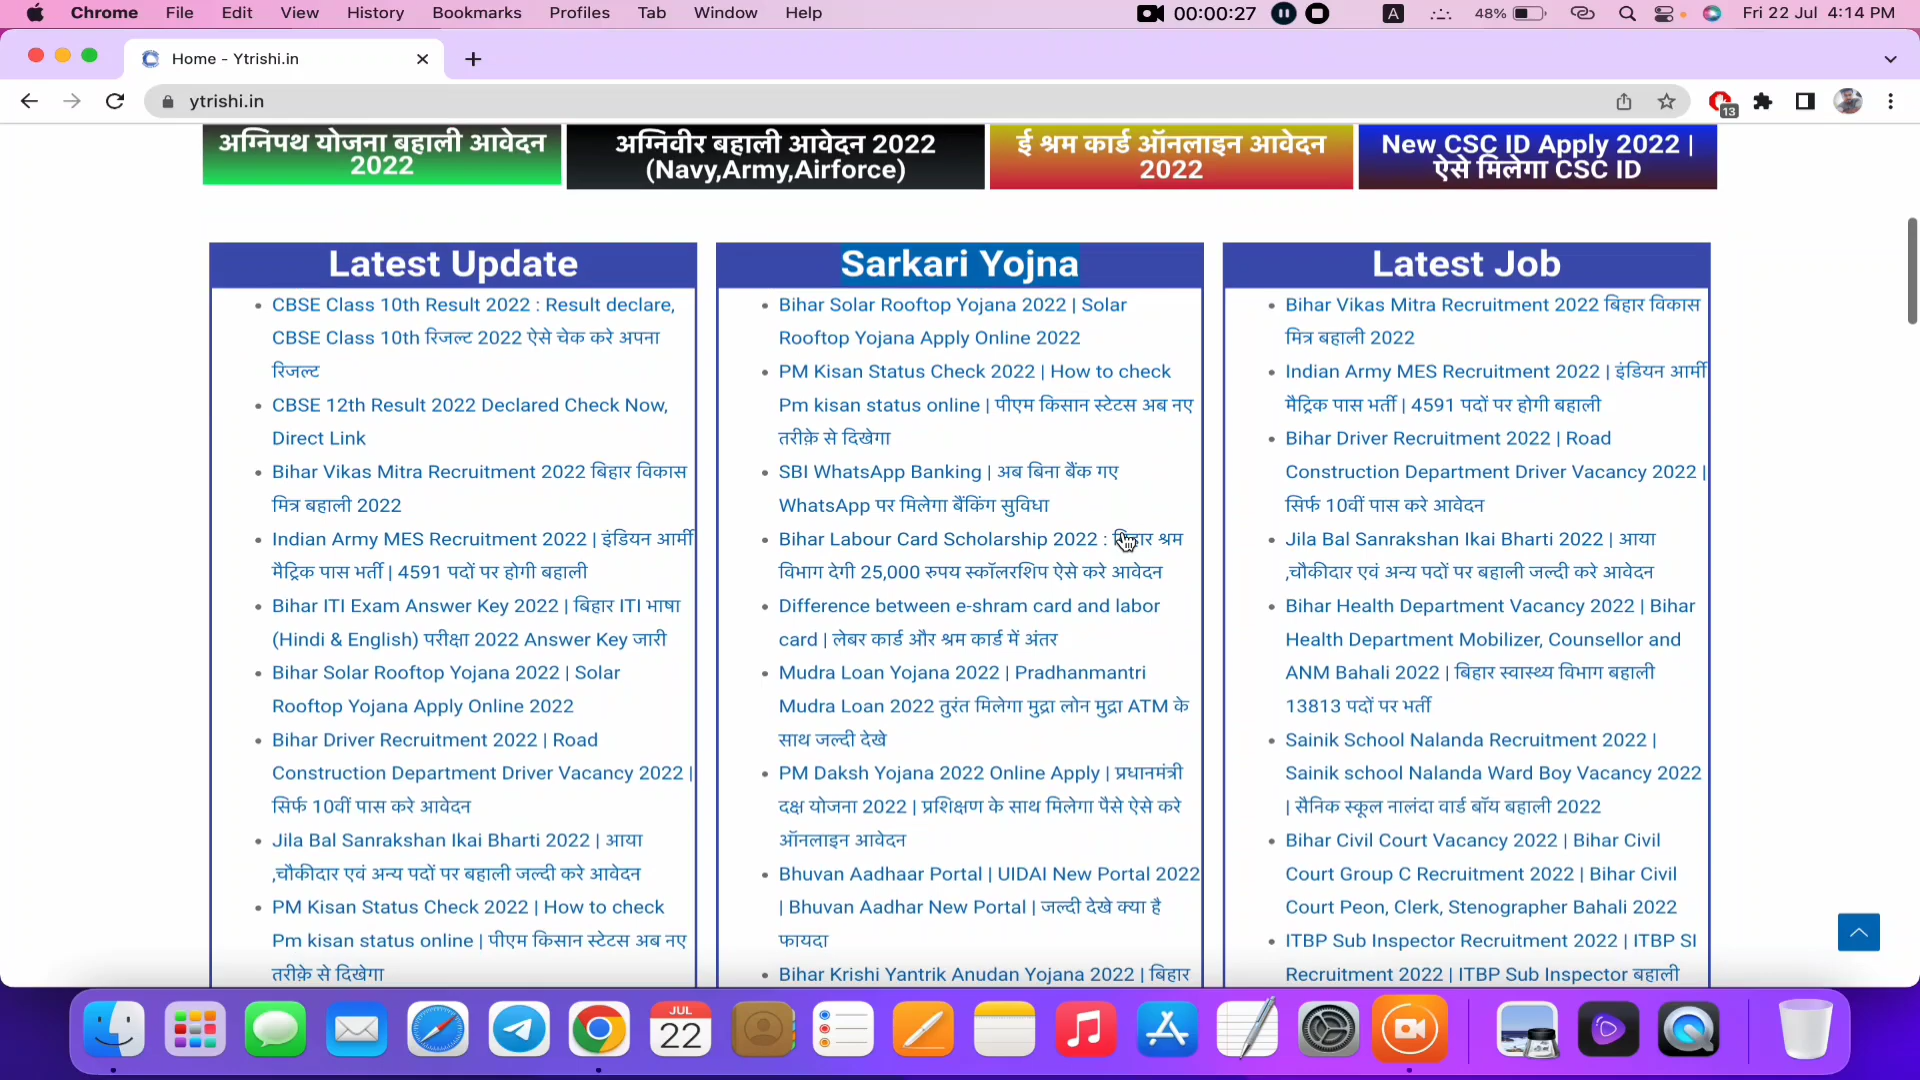 Chrome File Edit View History Bookmarks Profiles Tab Window Help 00:00:27 A 48% Fri 22 Jul 4:14 PM
Home - Ytrishi.in
ytrishi.in 13
अग्निपथ योजना बहाली आवेदन
2022
अग्निवीर बहाली आवेदन 2022
(Navy,Army,Airforce)
ई श्रम कार्ड ऑनलाइन आवेदन
2022
New CSC ID Apply 2022 |
ऐसे मिलेगा CSC ID
Latest Update
CBSE Class 10th Result 2022 : Result declare,
CBSE Class 10th रिजल्ट 2022 ऐसे चेक करे अपना
रिजल्ट
CBSE 12th Result 2022 Declared Check Now,
Direct Link
Bihar Vikas Mitra Recruitment 2022 बिहार विकास
मित्र बहाली 2022
Indian Army MES Recruitment 2022 | इंडियन आर्मी
मैट्रिक पास भर्ती | 4591 पदों पर होगी बहाली
Bihar ITI Exam Answer Key 2022 | बिहार ITI भाषा
(Hindi & English) परीक्षा 2022 Answer Key जारी
Bihar Solar Rooftop Yojana 2022 | Solar
Rooftop Yojana Apply Online 2022
Bihar Driver Recruitment 2022 | Road
Construction Department Driver Vacancy 2022 |
सिर्फ 10वीं पास करे आवेदन
Jila Bal Sanrakshan Ikai Bharti 2022 | आया
,चौकीदार एवं अन्य पदों पर बहाली जल्दी करे आवेदन
PM Kisan Status Check 2022 | How to check
Pm kisan status online | पीएम किसान स्टेटस अब नए
तरीक़े से दिखेगा
Sarkari Yojna
Bihar Solar Rooftop Yojana 2022 | Solar
Rooftop Yojana Apply Online 2022
PM Kisan Status Check 2022 | How to check
Pm kisan status online | पीएम किसान स्टेटस अब नए
तरीक़े से दिखेगा
SBI WhatsApp Banking | अब बिना बैंक गए
WhatsApp पर मिलेगा बैंकिंग सुविधा
Bihar Labour Card Scholarship 2022 : बिहार श्रम
विभाग देगी 25,000 रुपय स्कॉलरशिप ऐसे करे आवेदन
Difference between e-shram card and labor
card | लेबर कार्ड और श्रम कार्ड में अंतर
Mudra Loan Yojana 2022 | Pradhanmantri
Mudra Loan 2022 तुरंत मिलेगा मुद्रा लोन मुद्रा ATM के
साथ जल्दी देखे
PM Daksh Yojana 2022 Online Apply | प्रधानमंत्री
दक्ष योजना 2022 | प्रशिक्षण के साथ मिलेगा पैसे ऐसे करे
ऑनलाइन आवेदन
Bhuvan Aadhaar Portal | UIDAI New Portal 2022
| Bhuvan Aadhar New Portal | जल्दी देखे क्या है
फायदा
Bihar Krishi Yantrik Anudan Yojana 2022 | बिहार
Latest Job
Bihar Vikas Mitra Recruitment 2022 बिहार विकास
मित्र बहाली 2022
Indian Army MES Recruitment 2022 | इंडियन आर्मी
मैट्रिक पास भर्ती | 4591 पदों पर होगी बहाली
Bihar Driver Recruitment 2022 | Road
Construction Department Driver Vacancy 2022 |
सिर्फ 10वीं पास करे आवेदन
Jila Bal Sanrakshan Ikai Bharti 2022 | आया
,चौकीदार एवं अन्य पदों पर बहाली जल्दी करे आवेदन
Bihar Health Department Vacancy 2022 | Bihar
Health Department Mobilizer, Counsellor and
ANM Bahali 2022 | बिहार स्वास्थ्य विभाग बहाली
13813 पदों पर भर्ती
Sainik School Nalanda Recruitment 2022 |
Sainik school Nalanda Ward Boy Vacancy 2022
| सैनिक स्कूल नालंदा वार्ड बॉय बहाली 2022
Bihar Civil Court Vacancy 2022 | Bihar Civil
Court Group C Recruitment 2022 | Bihar Civil
Court Peon, Clerk, Stenographer Bahali 2022
ITBP Sub Inspector Recruitment 2022 | ITBP SI
Recruitment 2022 | ITBP Sub Inspector बहाली
JUL
22